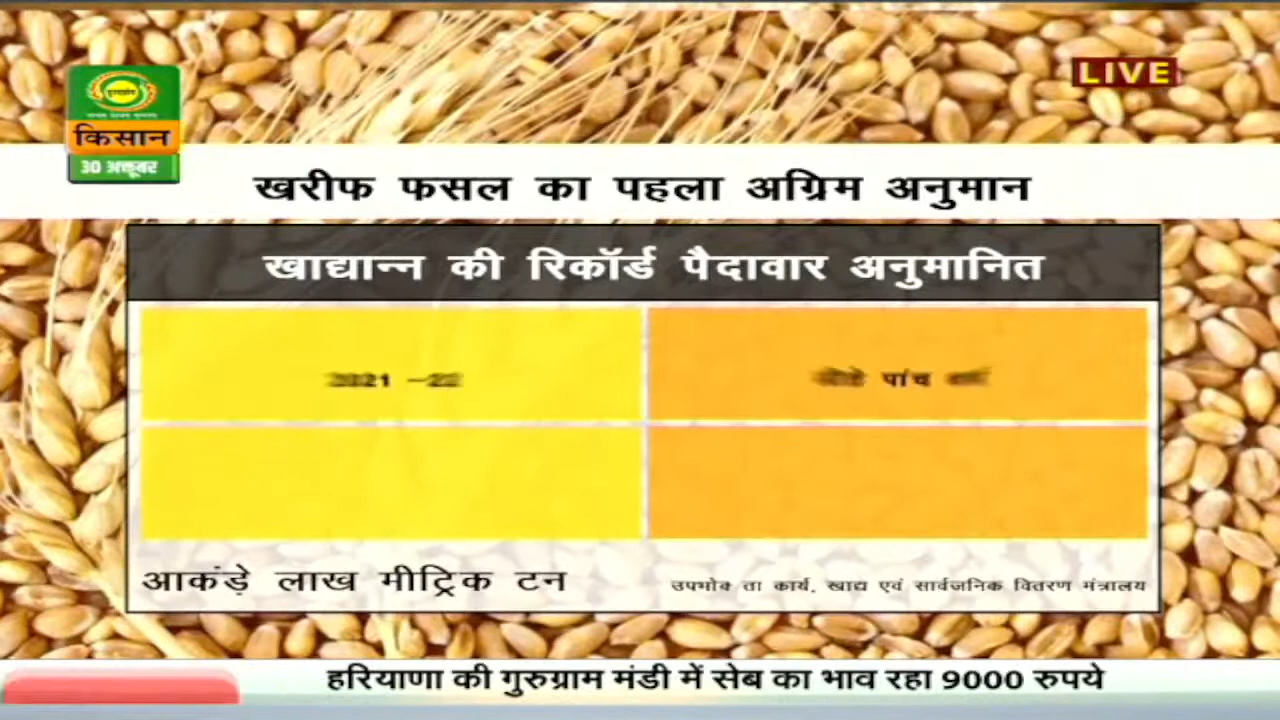 LIVE
किसान
30 अक्तूबर
खरीफ फसल का पहला अग्रिम अनुमान
खाद्यान्न की रिकॉर्ड पैदावार अनुमानित
2021 -22
पांच
आकंड़े लाख मीट्रिक टन
उपभोक ता कार्य, खाद्य एवं सार्वजनिक वितरण मंत्रालय
हरियाणा की गुरुग्राम मंडी में सेब का भाव रहा 9000 रुपये